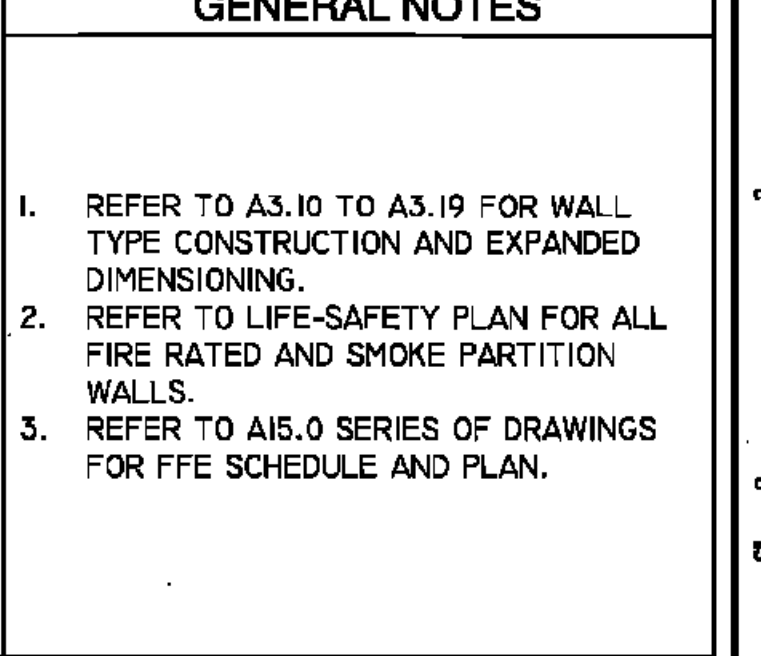 GENERAL NOTES
1. REFER TO A3.10 TO A3.19 FOR WALL
TYPE CONSTRUCTION AND EXPANDED
DIMENSIONING.
2. REFER TO LIFE-SAFETY PLAN FOR ALL
FIRE RATED AND SMOKE PARTITION
WALLS.
3. REFER TO A15.0 SERIES OF DRAWINGS
FOR FFE SCHEDULE AND PLAN.